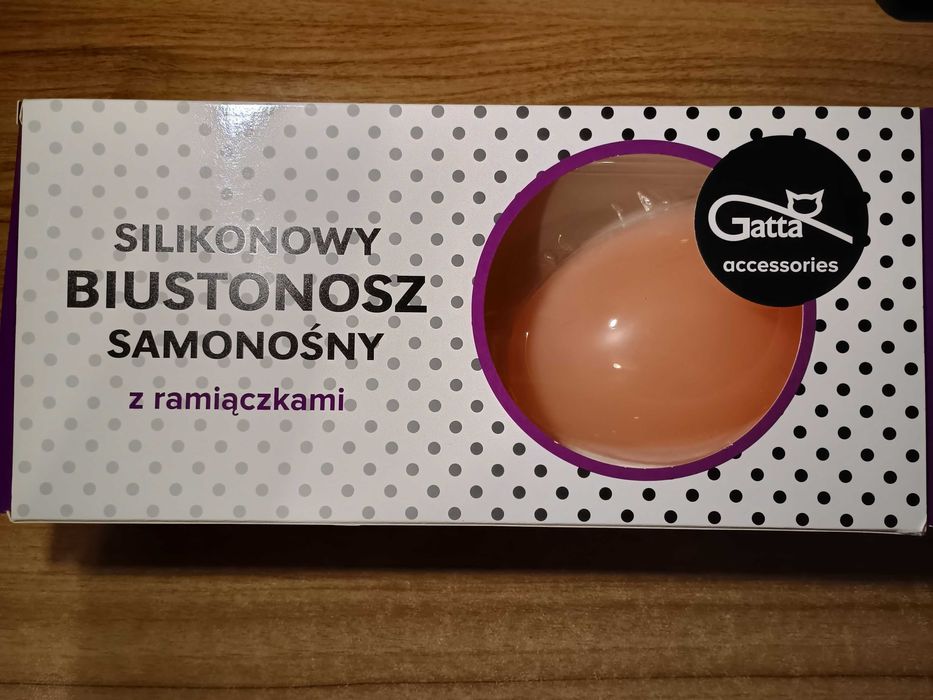 SILIKONOWY
BIUSTONOSZ
SAMONOŚNY
z ramiączkami
Gatta
accessories